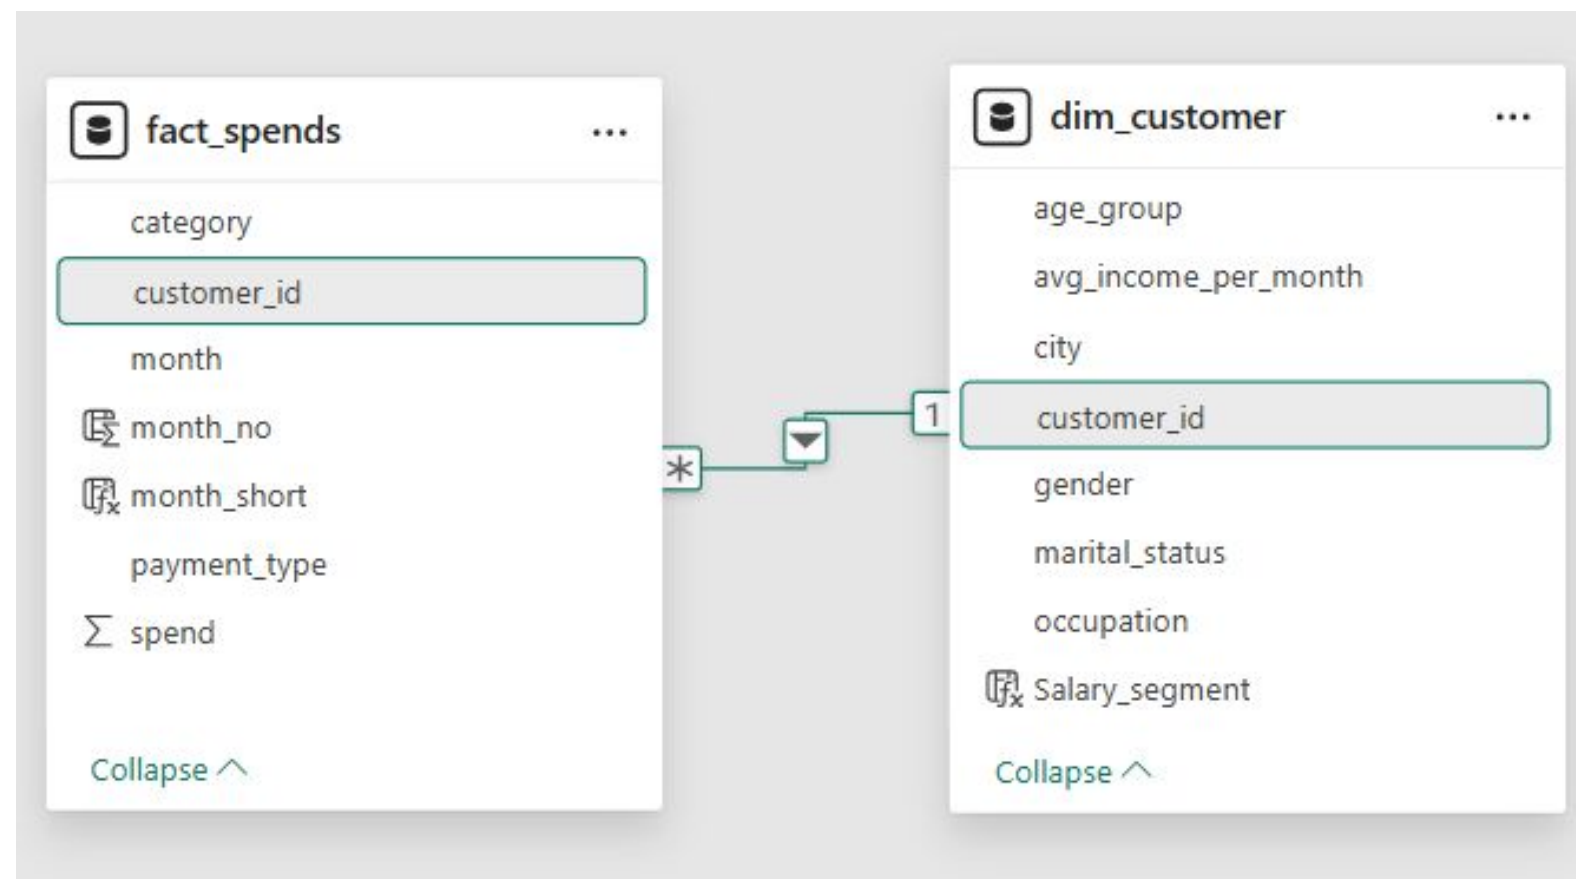 fact_spends
...
category
customer_id
month
month_no
month_short
payment_type
Σ spend
Collapse
*
1
dim_customer
...
age_group
avg_income_per_month
city
customer_id
gender
marital_status
occupation
Salary_segment
Collapse